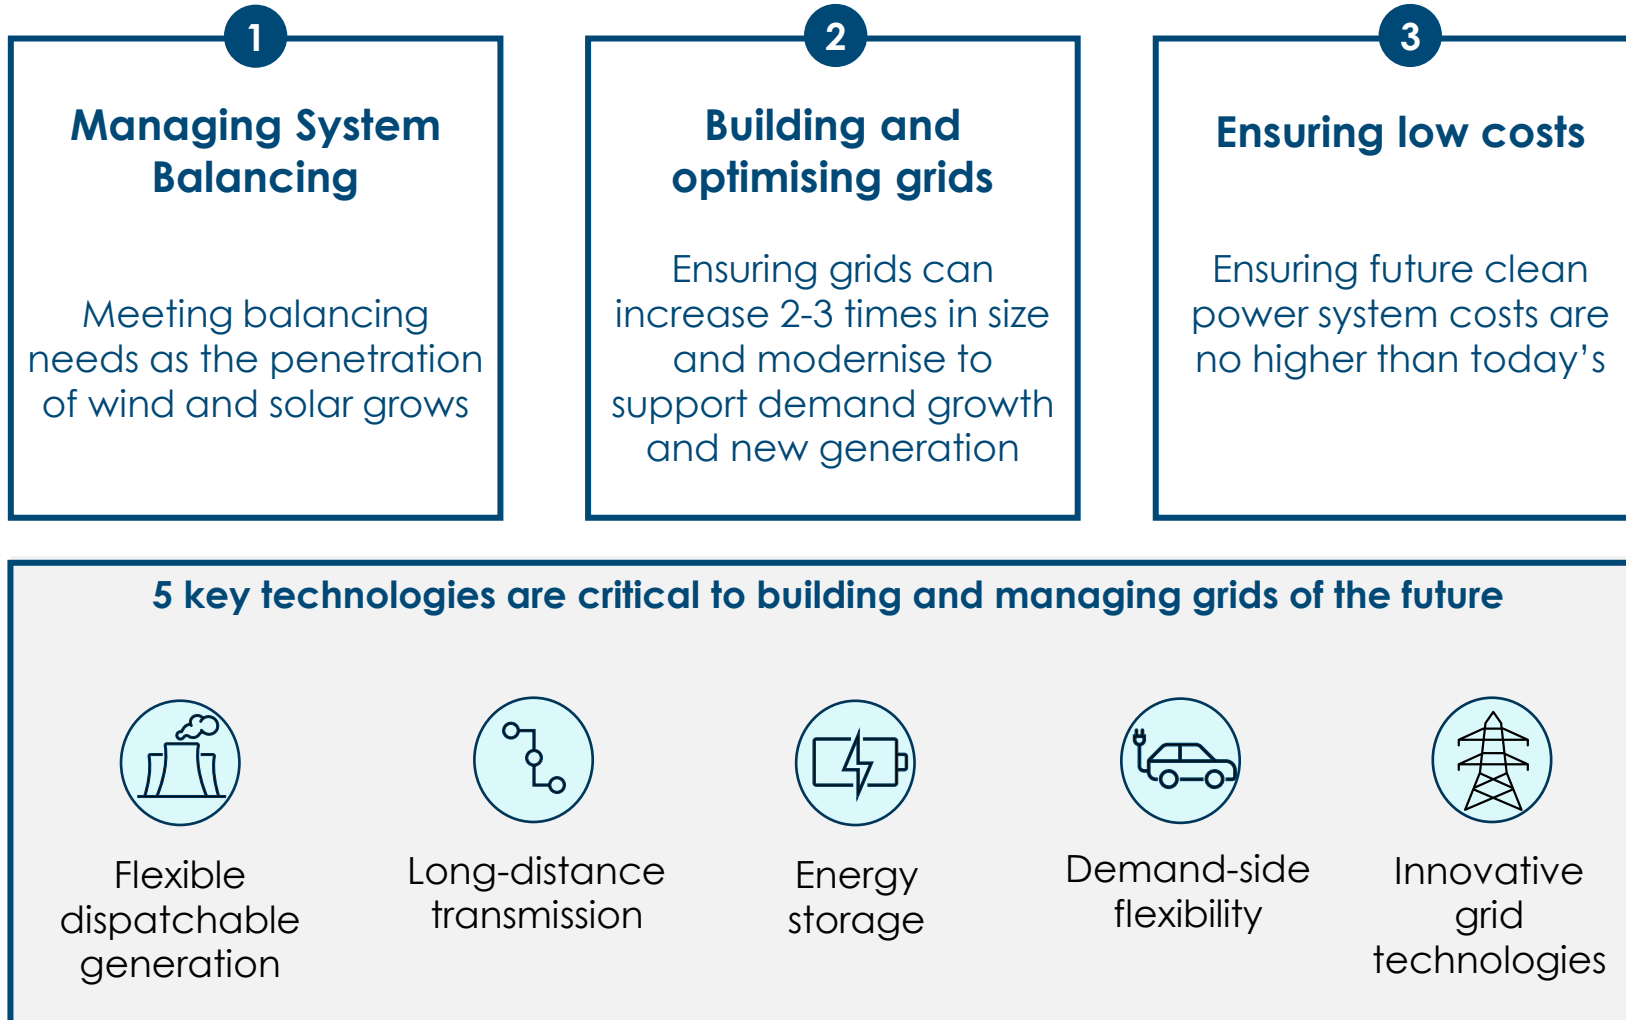 1
Managing System
Balancing
Meeting balancing
needs as the penetration
of wind and solar grows
2
Building and
optimising grids
Ensuring grids can
increase 2-3 times in size
and modernise to
support demand growth
and new generation
3
Ensuring low costs
Ensuring future clean
power system costs are
no higher than today's
5 key technologies are critical to building and managing grids of the future
Flexible
dispatchable
generation
Long-distance
transmission
Energy
storage
Demand-side
flexibility
Innovative
grid
technologies